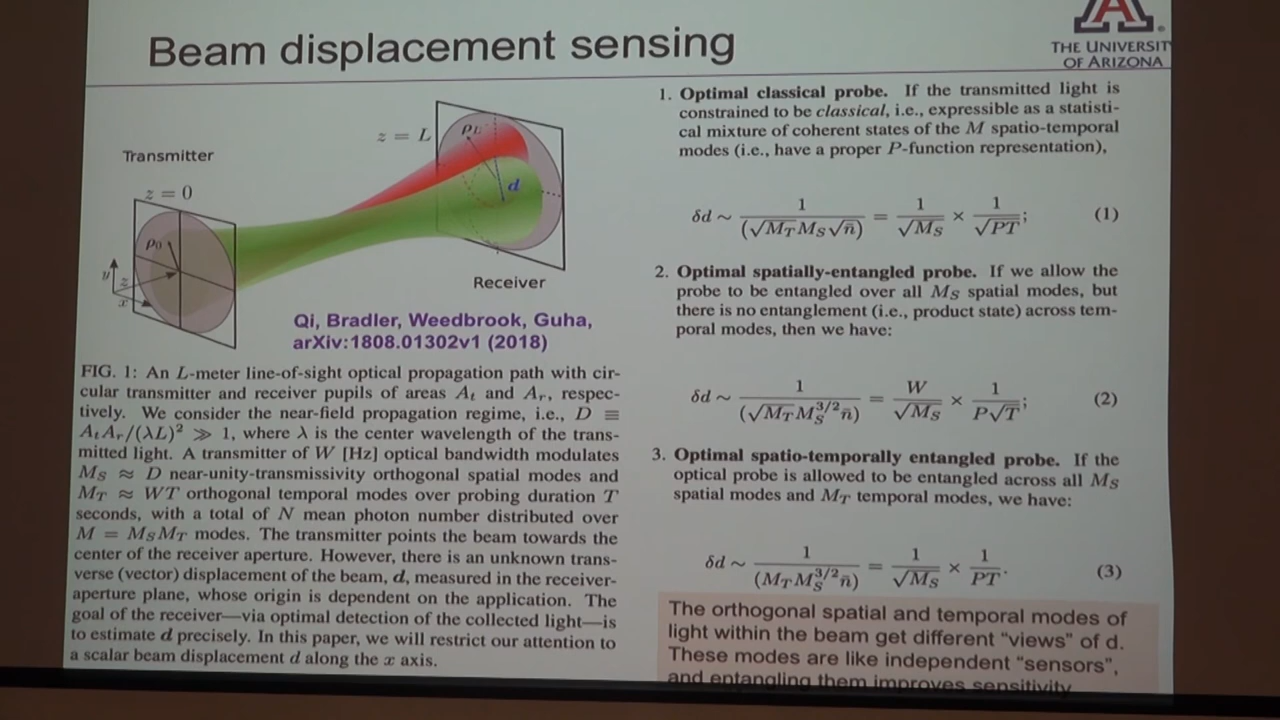 Beam displacement sensing
A
THE UNIVERSIT
OF ARIZONA
Transmitter
z = 0
ρ0
y
z
x
z = L
ρL
d
Receiver
Qi, Bradler, Weedbrook, Guha,
arXiv:1808.01302v1 (2018)
FIG. 1: An L-meter line-of-sight optical propagation path with cir-
cular transmitter and receiver pupils of areas At and Ar, respec-
tively. We consider the near-field propagation regime, i.e., D ≡
AtAr/(λL)² ≫ 1, where λ is the center wavelength of the trans-
mitted light. A transmitter of W [Hz] optical bandwidth modulates
MS ≈ D near-unity-transmissivity orthogonal spatial modes and
MT ≈ WT orthogonal temporal modes over probing duration T
seconds, with a total of N mean photon number distributed over
M = MSMT modes. The transmitter points the beam towards the
center of the receiver aperture. However, there is an unknown trans-
verse (vector) displacement of the beam, d, measured in the receiver-
aperture plane, whose origin is dependent on the application. The
goal of the receiver—via optimal detection of the collected light—is
to estimate d precisely. In this paper, we will restrict our attention to
a scalar beam displacement d along the x axis.
1. Optimal classical probe. If the transmitted light is
constrained to be classical, i.e., expressible as a statisti-
cal mixture of coherent states of the M spatio-temporal
modes (i.e., have a proper P-function representation),
δd ∼ 1/(√MT MS√n̄) = 1/√MS × 1/√PT; (1)
2. Optimal spatially-entangled probe. If we allow the
probe to be entangled over all MS spatial modes, but
there is no entanglement (i.e., product state) across tem-
poral modes, then we have:
δd ∼ 1/(√MT MS^3/2 n̄) = W/√MS × 1/P√T; (2)
3. Optimal spatio-temporally entangled probe. If the
optical probe is allowed to be entangled across all MS
spatial modes and MT temporal modes, we have:
δd ∼ 1/(MT MS^3/2 n̄) = 1/√MS × 1/PT. (3)
The orthogonal spatial and temporal modes of
light within the beam get different "views" of d.
These modes are like independent "sensors",
and entangling them improves sensitivity